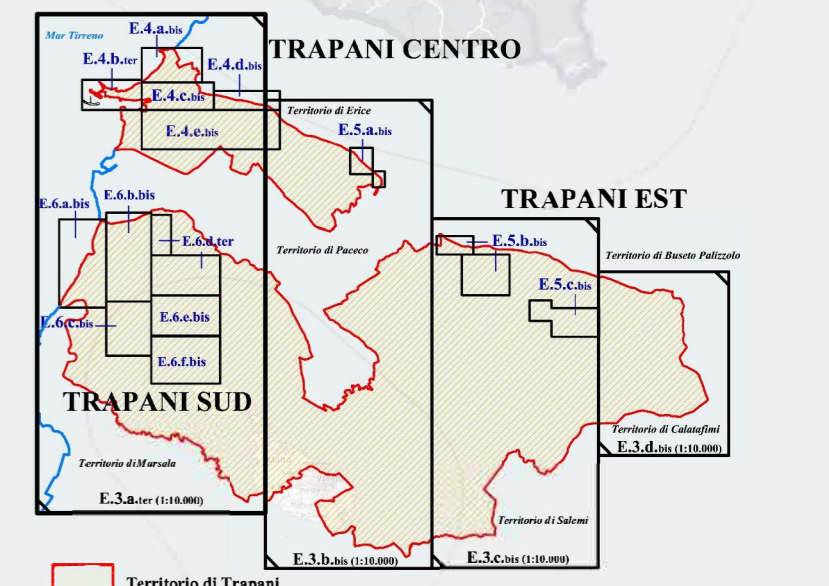 E.4.a.bis
Mar Tirreno
TRAPANI CENTRO
E.4.b.ter
E.4.d.bis
E.4.c.bis
Territorio di Erice
E.4.e.bis
E.5.a.bis
E.6.a.bis
E.6.b.bis
TRAPANI EST
E.6.d.ter
E.5.b.bis
Territorio di Paceco
Territorio di Buseto Palizzolo
E.5.c.bis
E.6.c.bis
E.6.e.bis
E.6.f.bis
TRAPANI SUD
Territorio di Calatafimi
E.3.d.bis (1:10.000)
Territorio di Marsala
E.3.a.ter (1:10.000)
Territorio di Salemi
E.3.b.bis (1:10.000)
E.3.c.bis (1:10.000)
Territorio di Trapani